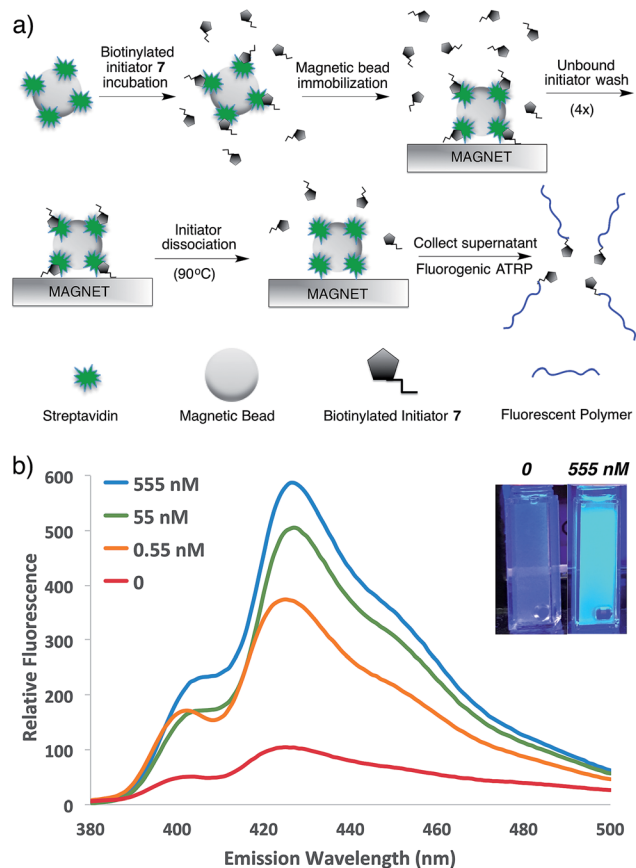 a)
Biotinylated
initiator 7
incubation
Magnetic bead
immobilization
Unbound
initiator wash
(4x)
MAGNET
MAGNET
Initiator
dissociation
(90°C)
MAGNET
Collect supernatant
Fluorogenic ATRP
Streptavidin
Magnetic Bead
Biotinylated Initiator 7
Fluorescent Polymer
b)
0 555 nM
555 nM
55 nM
0.55 nM
0
Relative Fluorescence
600
500
400
300
200
100
0
380 400 420 440 460 480 500
Emission Wavelength (nm)